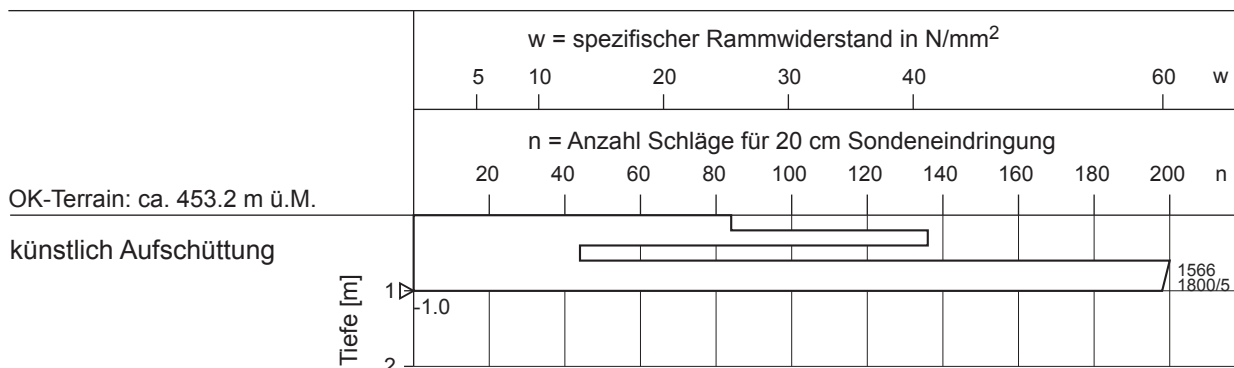 w = spezifischer Rammwiderstand in N/mm²
5 10 20 30 40 60 w
n = Anzahl Schläge für 20 cm Sondeneindringung
20 40 60 80 100 120 140 160 180 200 n
OK-Terrain: ca. 453.2 m ü.M.
künstlich Aufschüttung
1566
1800/5
1
-1.0
Tiefe [m]
2